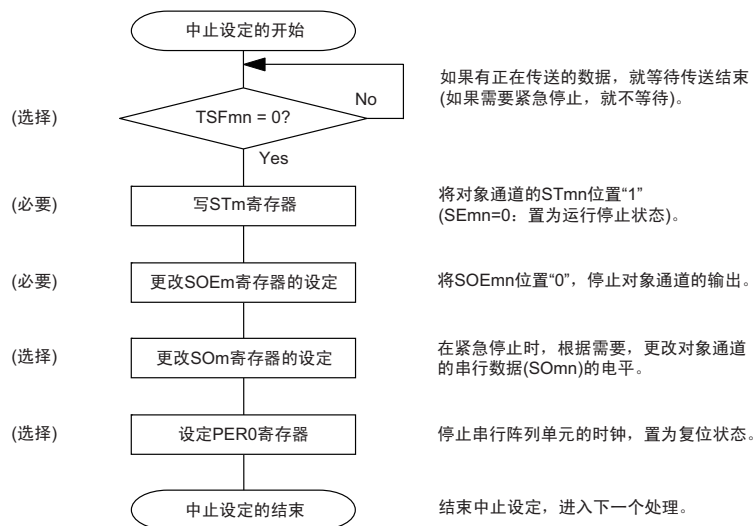 中止设定的开始
如果有正在传送的数据，就等待传送结束
(如果需要紧急停止，就不等待)。
No
(选择)
TSFmn = 0?
Yes
(必要)
写STm寄存器
将对象通道的STmn位置“1”
(SEmn=0：置为运行停止状态)。
(必要)
更改SOEm寄存器的设定
将SOEmn位置“0”，停止对象通道的输出。
(选择)
更改SOm寄存器的设定
在紧急停止时，根据需要，更改对象通道
的串行数据(SOmn)的电平。
(选择)
设定PER0寄存器
停止串行阵列单元的时钟，置为复位状态。
中止设定的结束
结束中止设定，进入下一个处理。